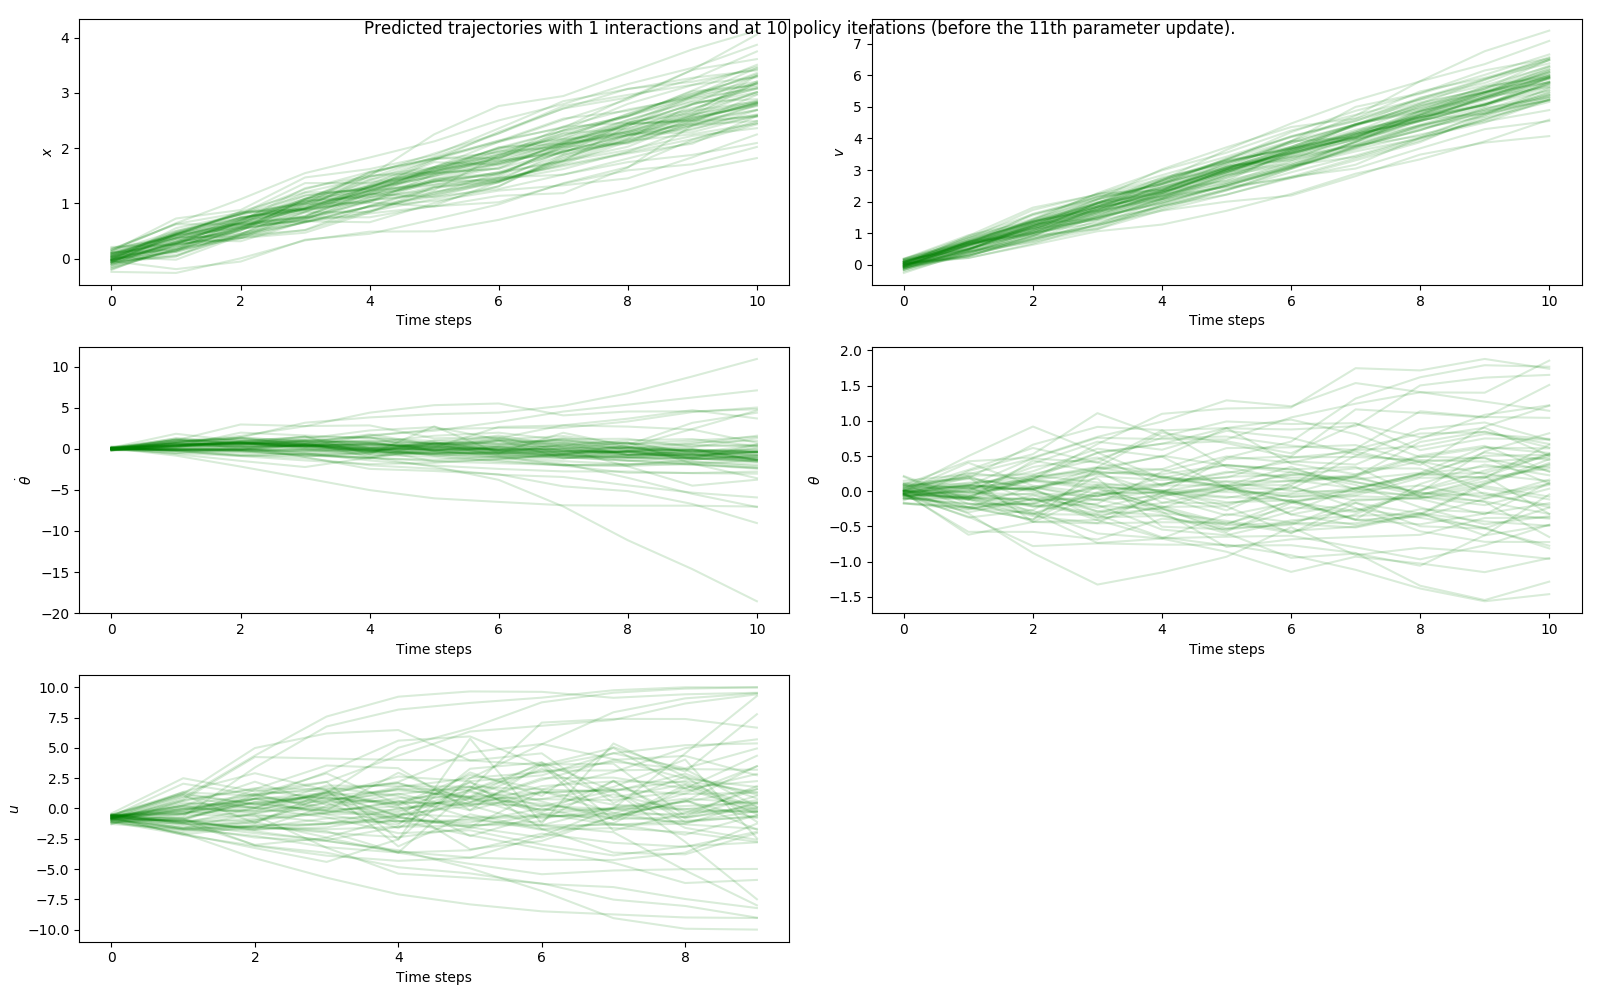 Predicted trajectories with 1 interactions and at 10 policy iterations (before the 11th parameter update).
4
3
2
1
0
x
0 2 4 6 8 10
Time steps
7
6
5
4
3
2
1
0
v
0 2 4 6 8 10
Time steps
10
5
0
−5
−10
−15
−20
θ̇
0 2 4 6 8 10
Time steps
2.0
1.5
1.0
0.5
0.0
−0.5
−1.0
−1.5
θ
0 2 4 6 8 10
Time steps
10.0
7.5
5.0
2.5
0.0
−2.5
−5.0
−7.5
−10.0
u
0 2 4 6 8
Time steps